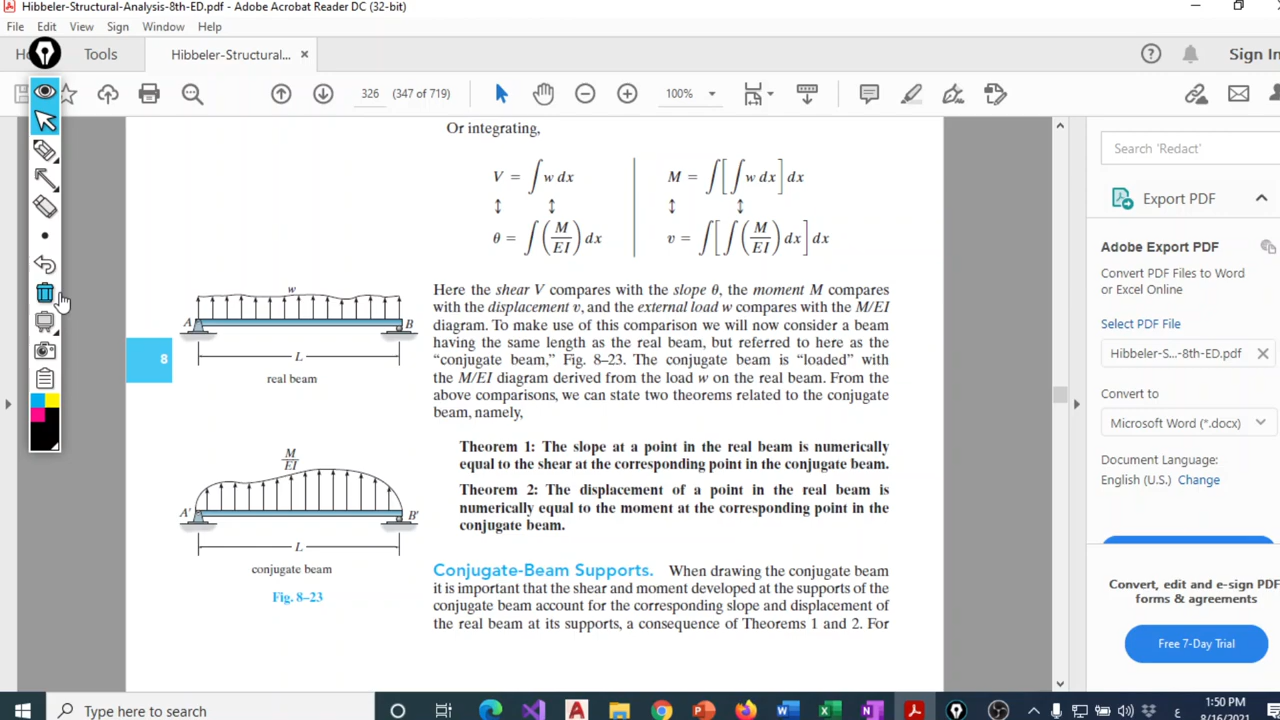 Hibbeler-Structural-Analysis-8th-ED.pdf - Adobe Acrobat Reader DC (32-bit)
File Edit View Sign Window Help
Tools Hibbeler-Structural... × Sign In
326 (347 of 719) 100%
Or integrating,
V = ∫ w dx M = ∫[∫ w dx] dx
↕ ↕ ↕ ↕
θ = ∫(M/EI) dx v = ∫[∫(M/EI) dx] dx
w
A B
L
real beam
8
M/EI
A' B'
L
conjugate beam
Fig. 8–23
Here the shear V compares with the slope θ, the moment M compares
with the displacement v, and the external load w compares with the M/EI
diagram. To make use of this comparison we will now consider a beam
having the same length as the real beam, but referred to here as the
“conjugate beam,” Fig. 8–23. The conjugate beam is “loaded” with
the M/EI diagram derived from the load w on the real beam. From the
above comparisons, we can state two theorems related to the conjugate
beam, namely,
Theorem 1: The slope at a point in the real beam is numerically
equal to the shear at the corresponding point in the conjugate beam.
Theorem 2: The displacement of a point in the real beam is
numerically equal to the moment at the corresponding point in the
conjugate beam.
Conjugate-Beam Supports. When drawing the conjugate beam
it is important that the shear and moment developed at the supports of the
conjugate beam account for the corresponding slope and displacement of
the real beam at its supports, a consequence of Theorems 1 and 2. For
Search 'Redact'
Export PDF
Adobe Export PDF
Convert PDF Files to Word
or Excel Online
Select PDF File
Hibbeler-S...-8th-ED.pdf
Convert to
Microsoft Word (*.docx)
Document Language:
English (U.S.) Change
Convert, edit and e-sign PDF
forms & agreements
Free 7-Day Trial
Type here to search
ع
1:50 PM
8/16/2021